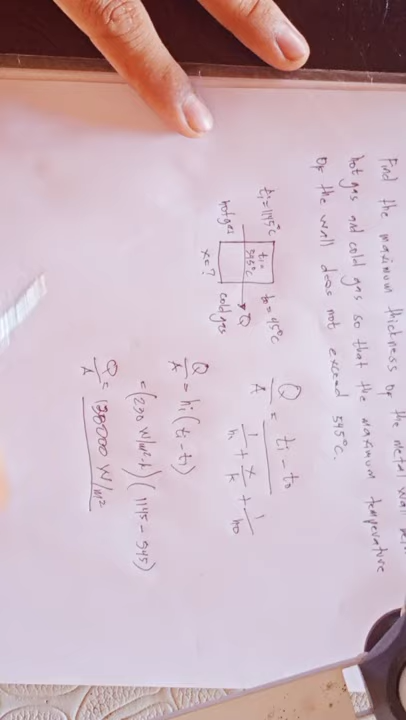 Find the maximum thickness of the metal wall
hot gas and cold gas so that the maximum temperature
of the wall does not exceed 545°C.
ti = 1145°C
to = 45°C
hot gas
t1 = 545°C
Q
cold gas
x = ?
Q/A = (ti - to) / (1/hi + x/k + 1/ho)
Q/A = hi (ti - t1)
= (230 W/m²·k) (1145 - 545)
Q/A = 138000 W/m²